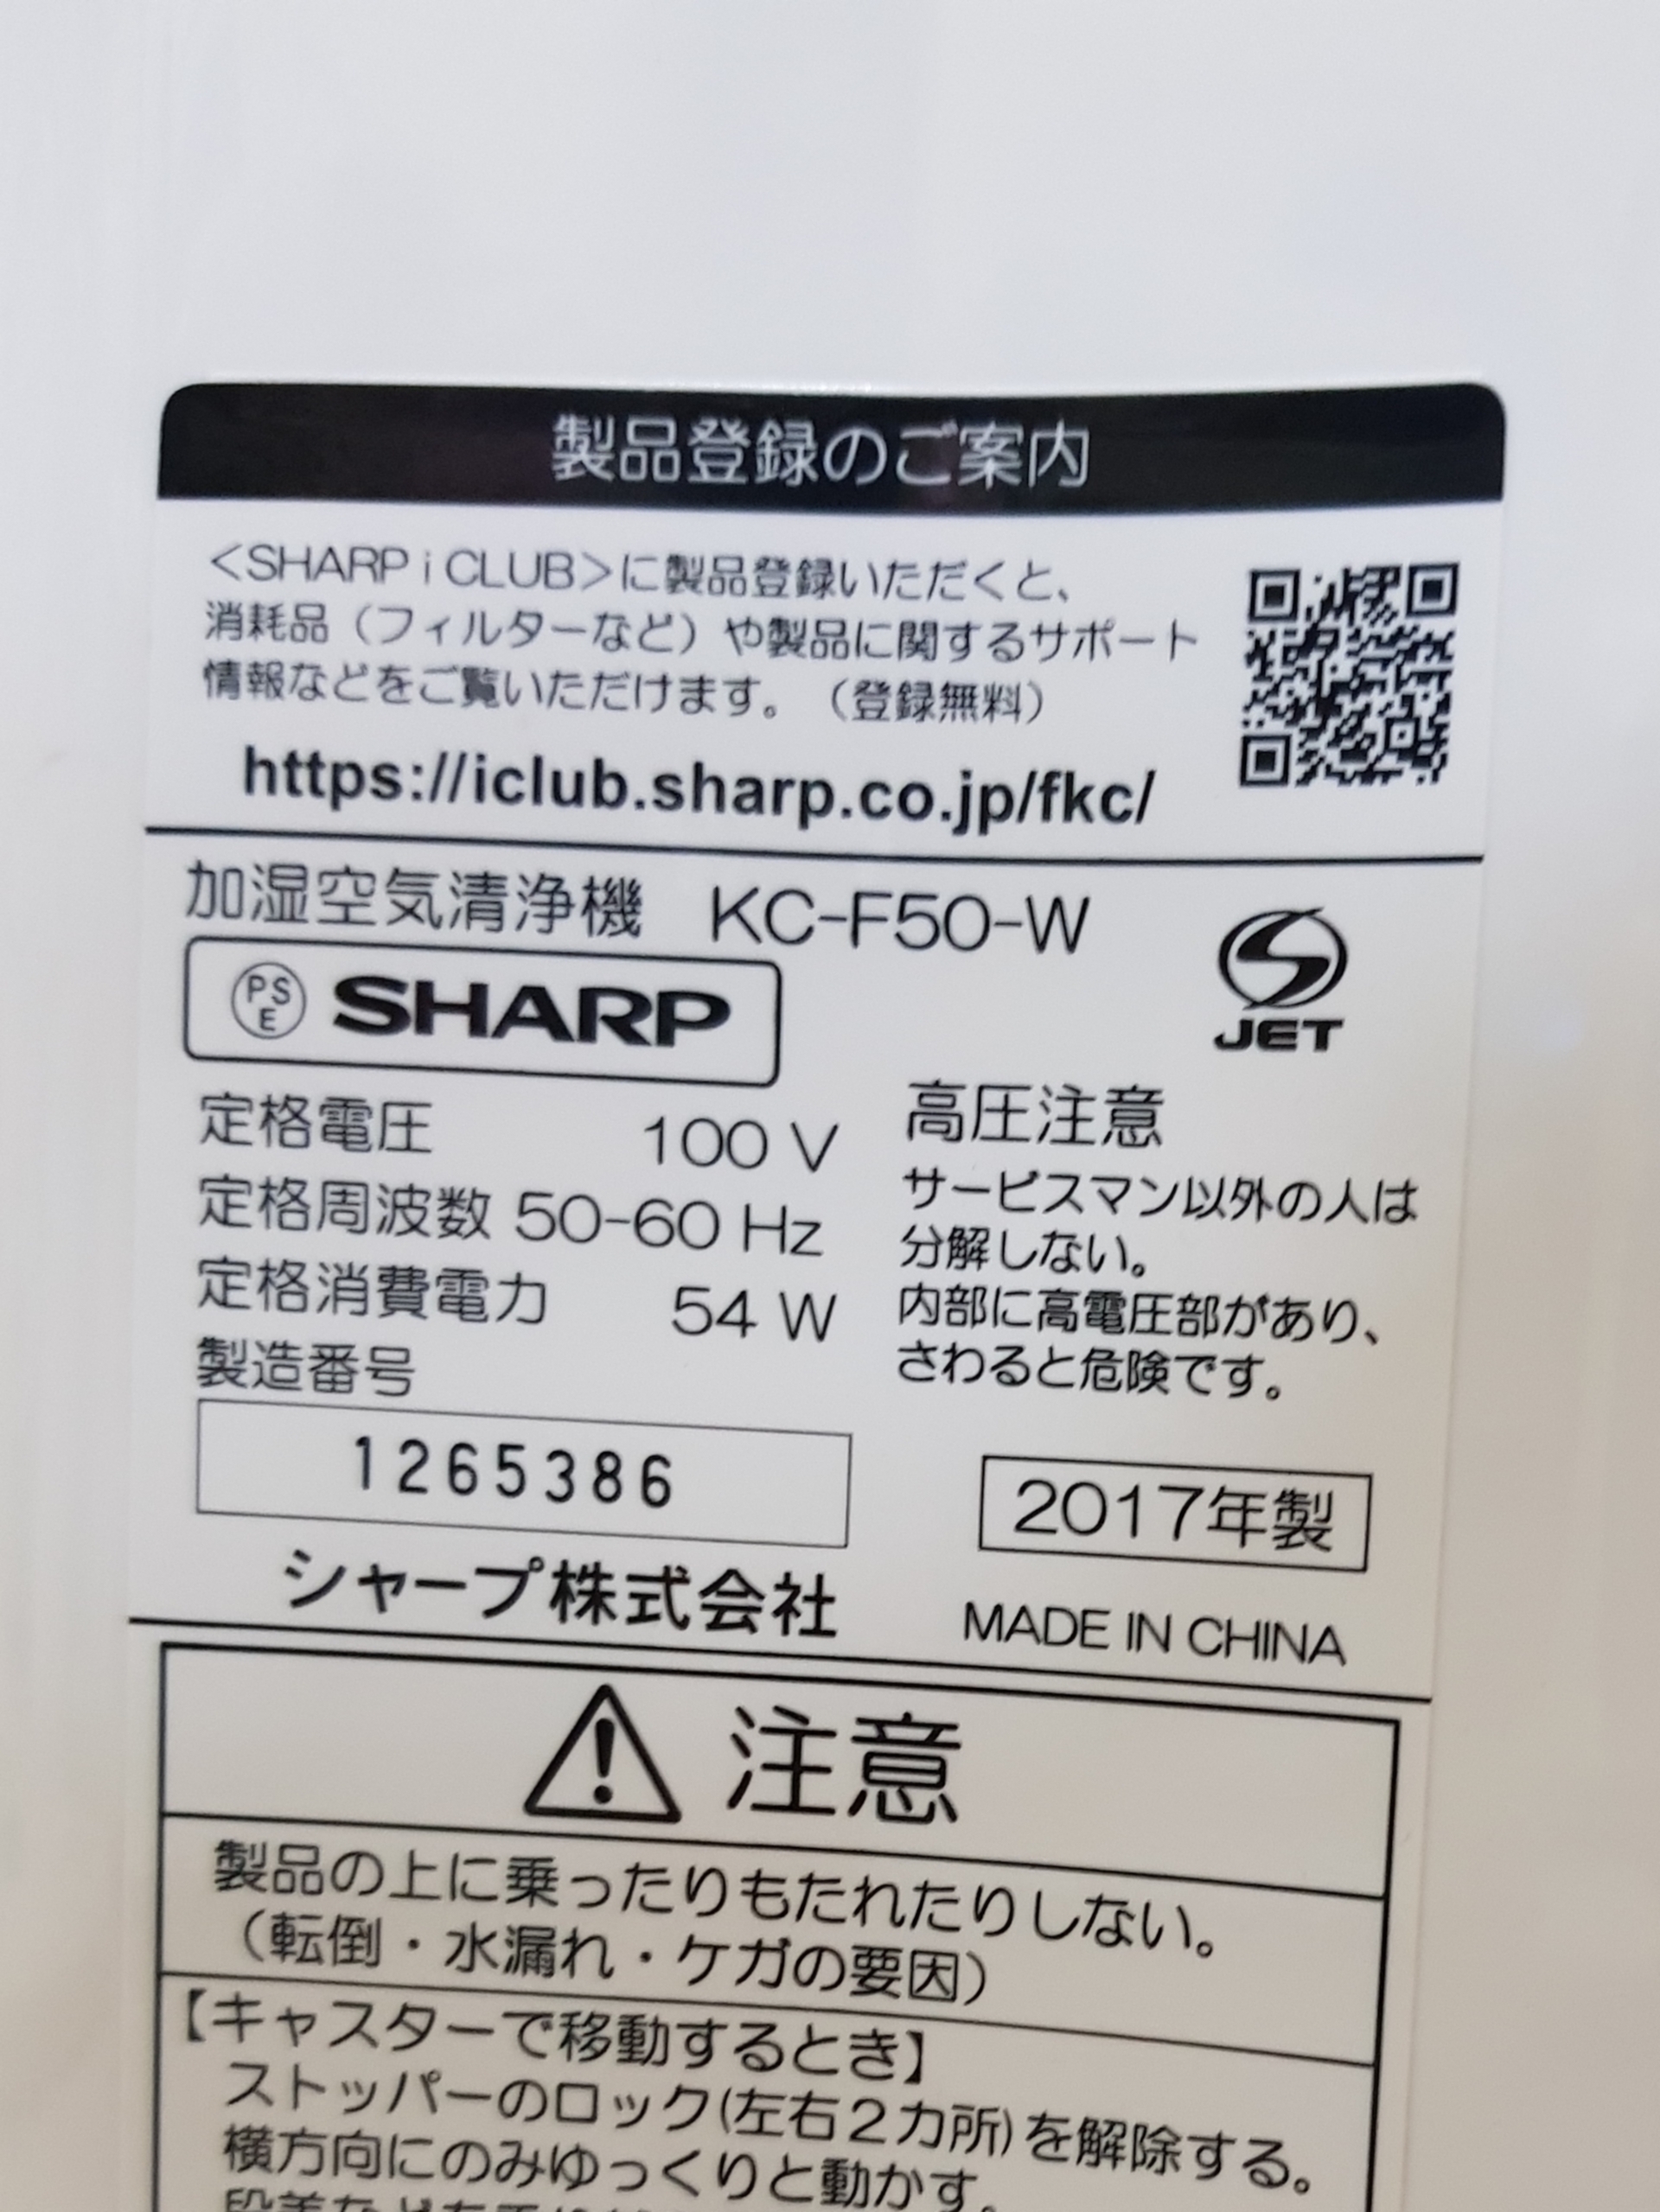 製品登録のご案内
＜SHARP i CLUB＞に製品登録いただくと、
消耗品（フィルターなど）や製品に関するサポート
情報などをご覧いただけます。（登録無料）
https://iclub.sharp.co.jp/fkc/
加湿空気清浄機 KC-F50-W
PSE SHARP
JET
定格電圧 100 V
定格周波数 50-60 Hz
定格消費電力 54 W
製造番号
1265386
シャープ株式会社
高圧注意
サービスマン以外の人は
分解しない。
内部に高電圧部があり、
さわると危険です。
2017年製
MADE IN CHINA
注意
製品の上に乗ったりもたれたりしない。
（転倒・水漏れ・ケガの要因）
【キャスターで移動するとき】
ストッパーのロック(左右2カ所)を解除する。
横方向にのみゆっくりと動かす。